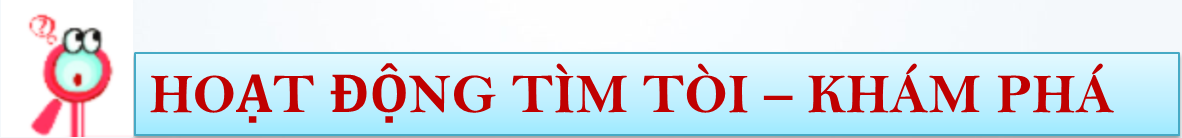 HOẠT ĐỘNG TÌM TÒI – KHÁM PHÁ